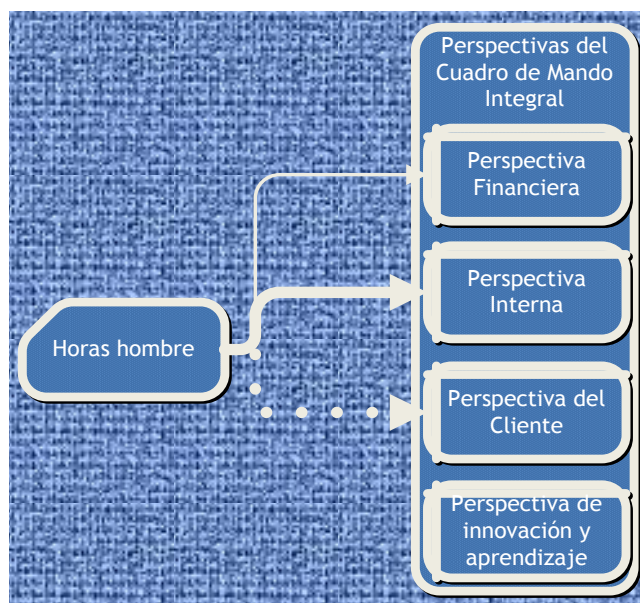 Perspectivas del
Cuadro de Mando
Integral
Perspectiva
Financiera
Perspectiva
Interna
Horas hombre
Perspectiva del
Cliente
Perspectiva de
innovación y
aprendizaje